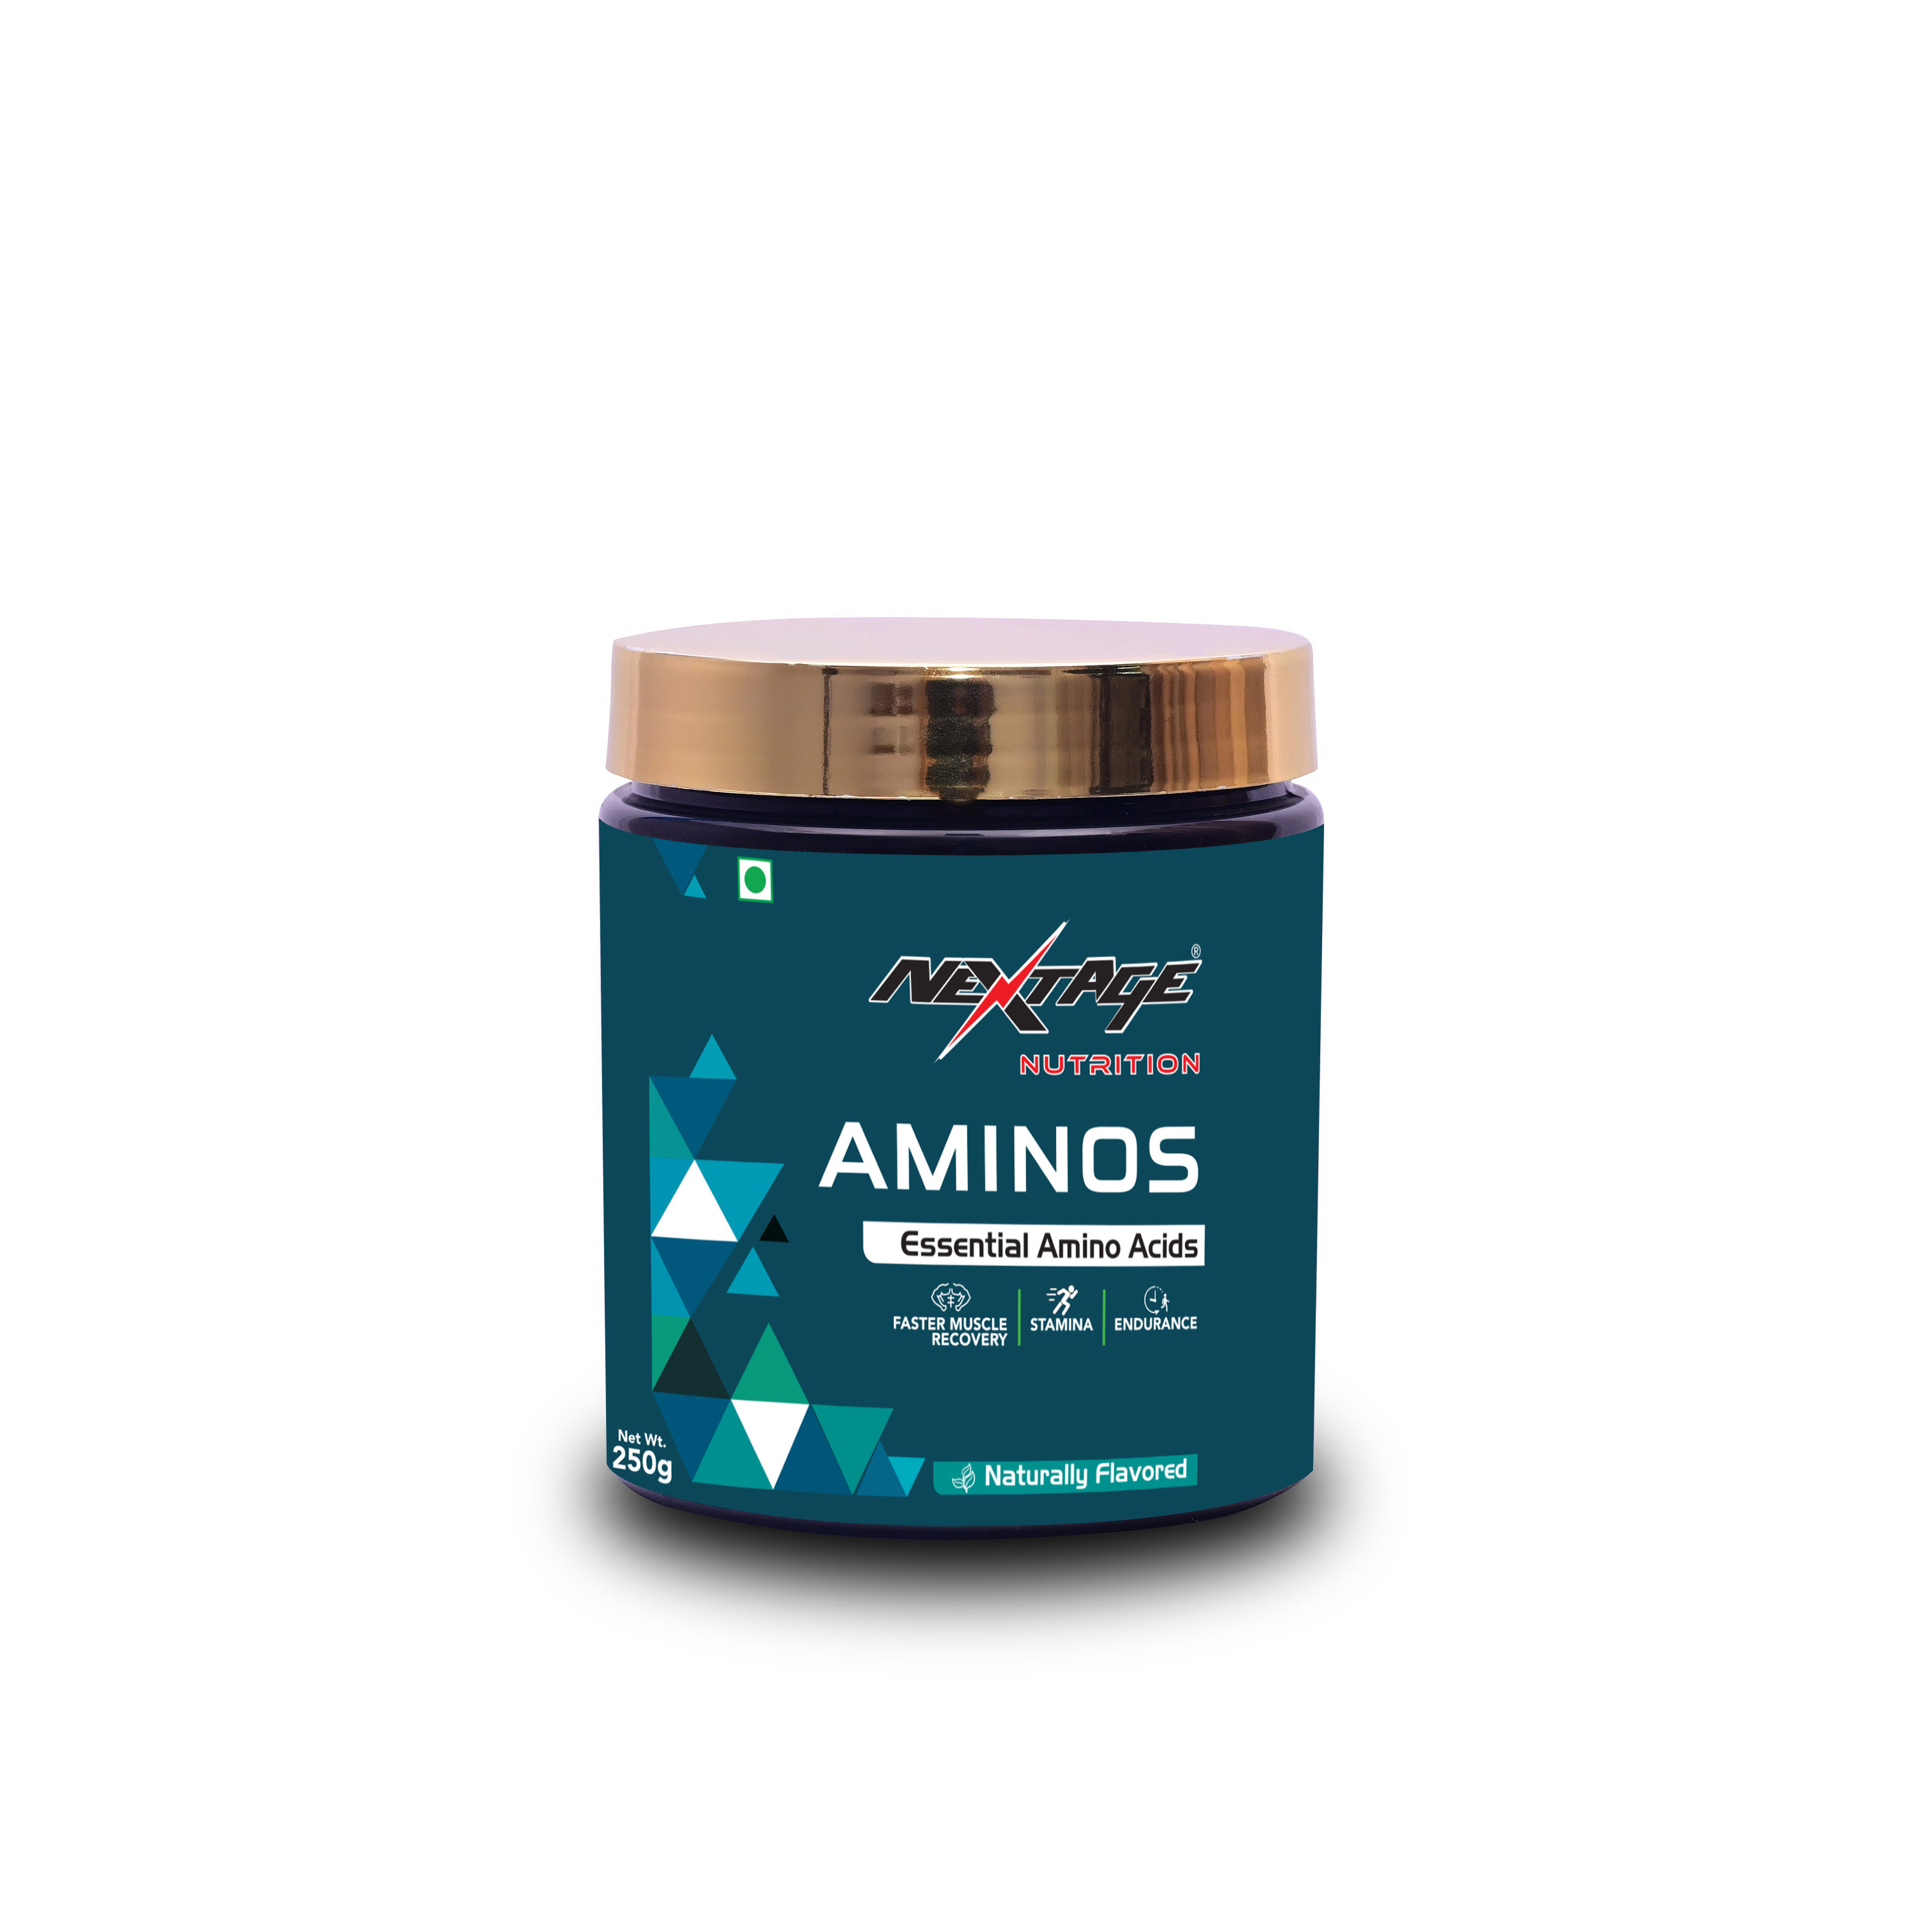 NEXTAGE®
NUTRITION
AMINOS
Essential Amino Acids
FASTER MUSCLE
RECOVERY
STAMINA
ENDURANCE
Net Wt.
250g
Naturally Flavored